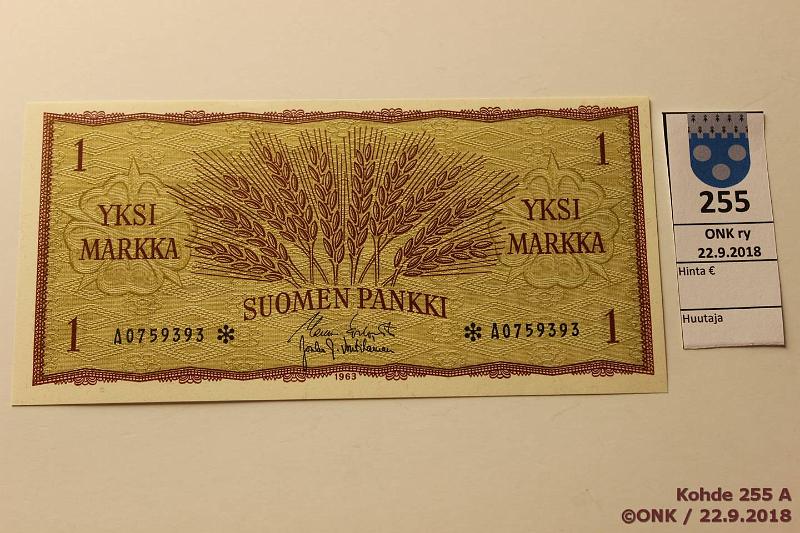 1
1
YKSI
MARKKA
YKSI
MARKKA
SUOMEN PANKKI
1
A0759393 *
* A0759393
1
1963
255
ONK ry
22.9.2018
Hinta €
Huutaja
Kohde 255 A
©ONK / 22.9.2018